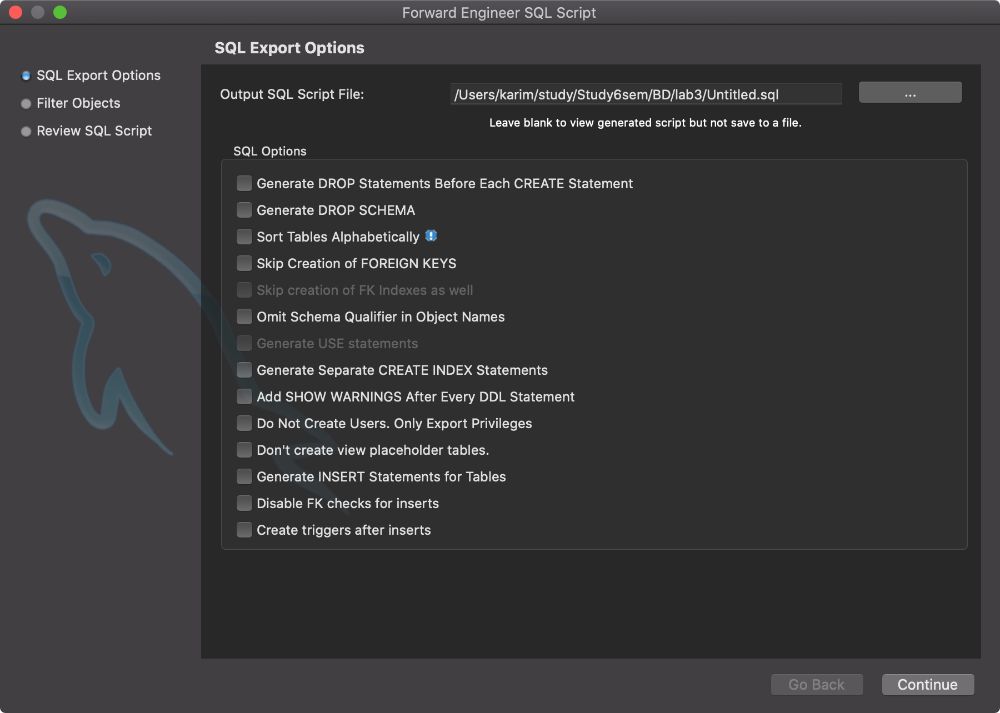 Forward Engineer SQL Script
SQL Export Options
SQL Export Options
Filter Objects
Review SQL Script
Output SQL Script File:
/Users/karim/study/Study6sem/BD/lab3/Untitled.sql
...
Leave blank to view generated script but not save to a file.
SQL Options
Generate DROP Statements Before Each CREATE Statement
Generate DROP SCHEMA
Sort Tables Alphabetically
Skip Creation of FOREIGN KEYS
Skip creation of FK Indexes as well
Omit Schema Qualifier in Object Names
Generate USE statements
Generate Separate CREATE INDEX Statements
Add SHOW WARNINGS After Every DDL Statement
Do Not Create Users. Only Export Privileges
Don't create view placeholder tables.
Generate INSERT Statements for Tables
Disable FK checks for inserts
Create triggers after inserts
Go Back
Continue